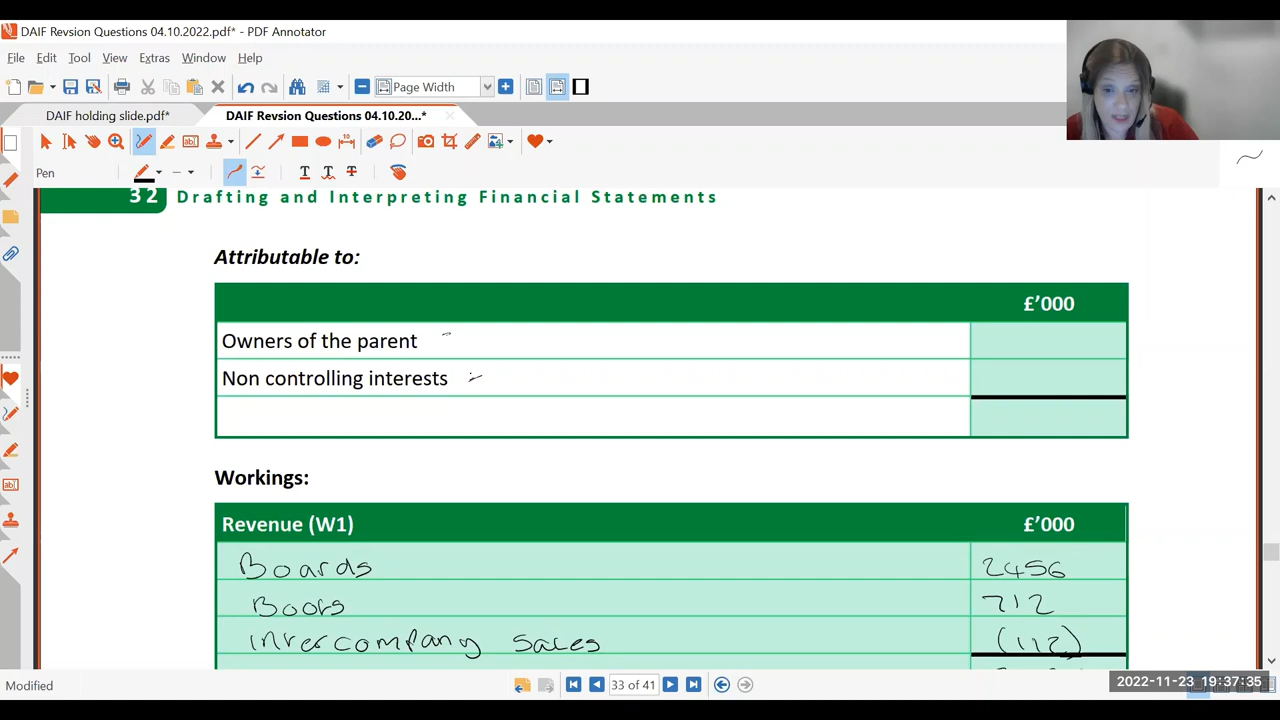 DAIF Revsion Questions 04.10.2022.pdf* - PDF Annotator
File Edit Tool View Extras Window Help
Page Width
DAIF holding slide.pdf*
DAIF Revsion Questions 04.10.20...*
Pen
32 Drafting and Interpreting Financial Statements
Attributable to:
£'000
Owners of the parent
Non controlling interests
Workings:
Revenue (W1) £'000
Boards 2456
Boots 712
Intercompany sales (112)
Modified
33 of 41
2022-11-23 19:37:35